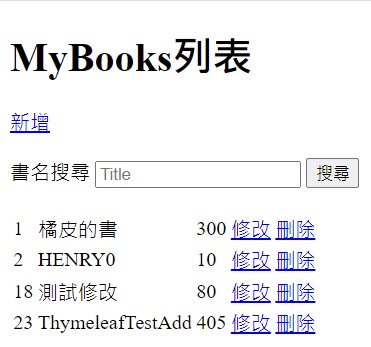 MyBooks列表
新增
書名搜尋 Title 搜尋
1 橘皮的書 300 修改 刪除
2 HENRY0 10 修改 刪除
18 測試修改 80 修改 刪除
23 ThymeleafTestAdd 405 修改 刪除